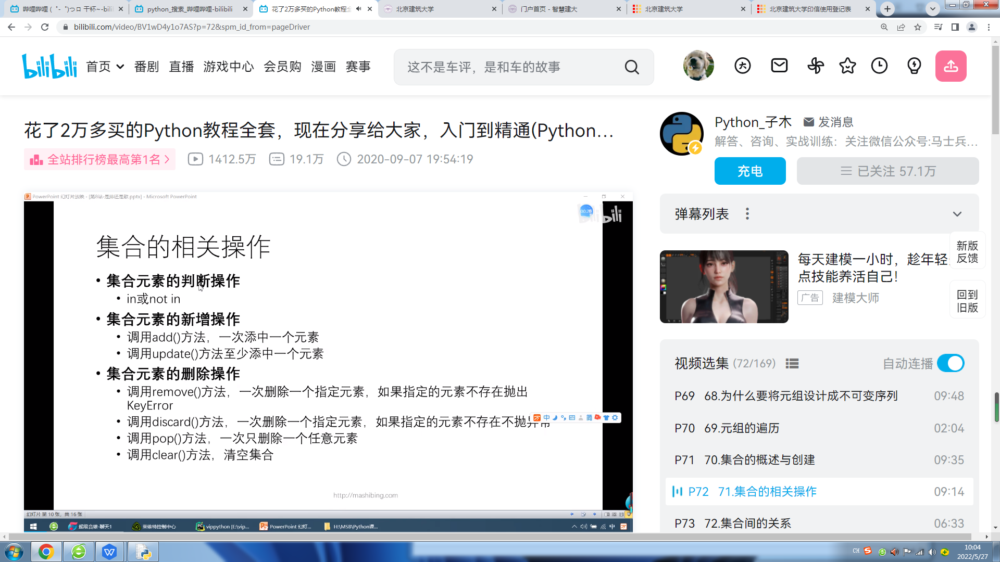 哔哩哔哩 (゜-゜)つロ 干杯~-bili
python_搜索_哔哩哔哩-bilibili
花了2万多买的Python教程全
北京建筑大学
门户首页 - 智慧建大
北京建筑大学
北京建筑大学印信使用登记表
bilibili.com/video/BV1wD4y1o7AS?p=72&spm_id_from=pageDriver
bilibili
首页
番剧
直播
游戏中心
会员购
漫画
赛事
这不是车评，是和车的故事
花了2万多买的Python教程全套，现在分享给大家，入门到精通(Python...
全站排行榜最高第1名
1412.5万
19.1万
2020-09-07 19:54:19
Python_子木
发消息
解答、咨询、实战训练：关注微信公众号:马士兵...
充电
已关注 57.1万
弹幕列表
新版
反馈
回到
旧版
每天建模一小时，趁年轻
点技能养活自己！
广告
建模大师
视频选集 (72/169)
自动连播
P69 68.为什么要将元组设计成不可变序列 09:48
P70 69.元组的遍历 02:04
P71 70.集合的概述与创建 09:35
P72 71.集合的相关操作 09:14
P73 72.集合间的关系 06:33
PowerPoint 幻灯片放映 - [第8站-是排还是散.pptx] - Microsoft PowerPoint
集合的相关操作
• 集合元素的判断操作
• in或not in
• 集合元素的新增操作
• 调用add()方法，一次添中一个元素
• 调用update()方法至少添中一个元素
• 集合元素的删除操作
• 调用remove()方法，一次删除一个指定元素，如果指定的元素不存在抛出
KeyError
• 调用discard()方法，一次删除一个指定元素，如果指定的元素不存在不抛异常
• 调用pop()方法，一次只删除一个任意元素
• 调用clear()方法，清空集合
http://mashibing.com
中
简
幻灯片 第 10 张，共 16 张
超级音雄-聊天1
莱维特控制中心
vippython [E:\vip...
PowerPoint 幻灯...
H:\MSB\Python课...
中
CH
10:04
2022/5/27